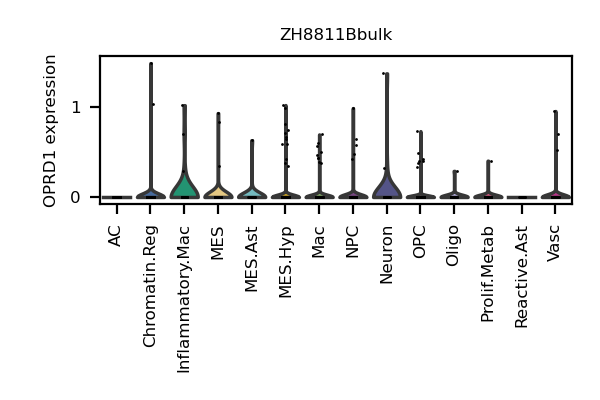 ZH8811Bbulk
OPRD1 expression
1
0
AC
Chromatin.Reg
Inflammatory.Mac
MES
MES.Ast
MES.Hyp
Mac
NPC
Neuron
OPC
Oligo
Prolif.Metab
Reactive.Ast
Vasc